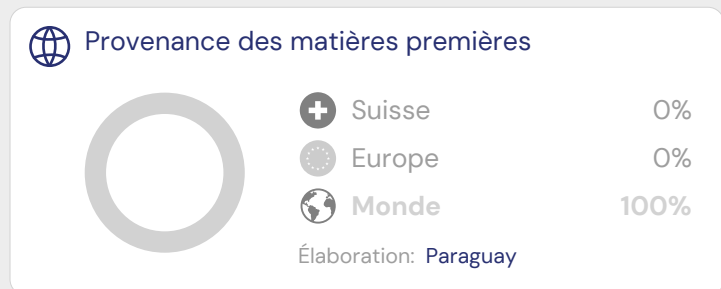 Provenance des matières premières
Suisse 0%
Europe 0%
Monde 100%
Élaboration: Paraguay